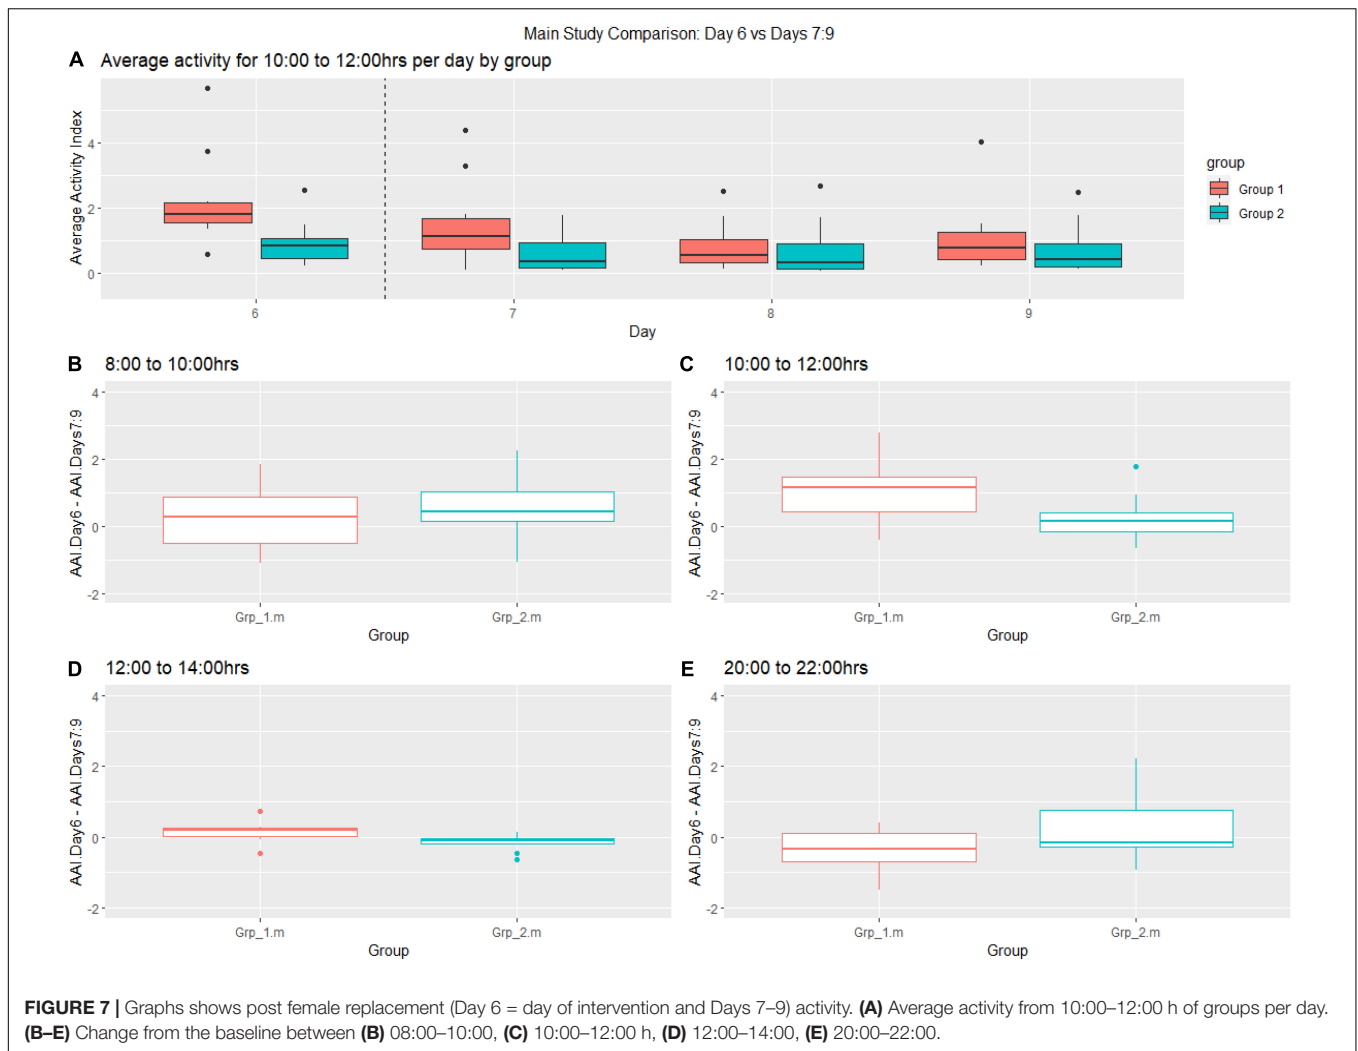 Main Study Comparison: Day 6 vs Days 7:9
A Average activity for 10:00 to 12:00hrs per day by group
Average Activity Index
4
2
0
6 7 8 9
Day
group
Group 1
Group 2
B 8:00 to 10:00hrs
AAI.Day6 - AAI.Days7:9
4
2
0
-2
Grp_1.m Grp_2.m
Group
C 10:00 to 12:00hrs
AAI.Day6 - AAI.Days7:9
4
2
0
-2
Grp_1.m Grp_2.m
Group
D 12:00 to 14:00hrs
AAI.Day6 - AAI.Days7:9
4
2
0
-2
Grp_1.m Grp_2.m
Group
E 20:00 to 22:00hrs
AAI.Day6 - AAI.Days7:9
4
2
0
-2
Grp_1.m Grp_2.m
Group
FIGURE 7 | Graphs shows post female replacement (Day 6 = day of intervention and Days 7–9) activity. (A) Average activity from 10:00–12:00 h of groups per day.
(B–E) Change from the baseline between (B) 08:00–10:00, (C) 10:00–12:00 h, (D) 12:00–14:00, (E) 20:00–22:00.